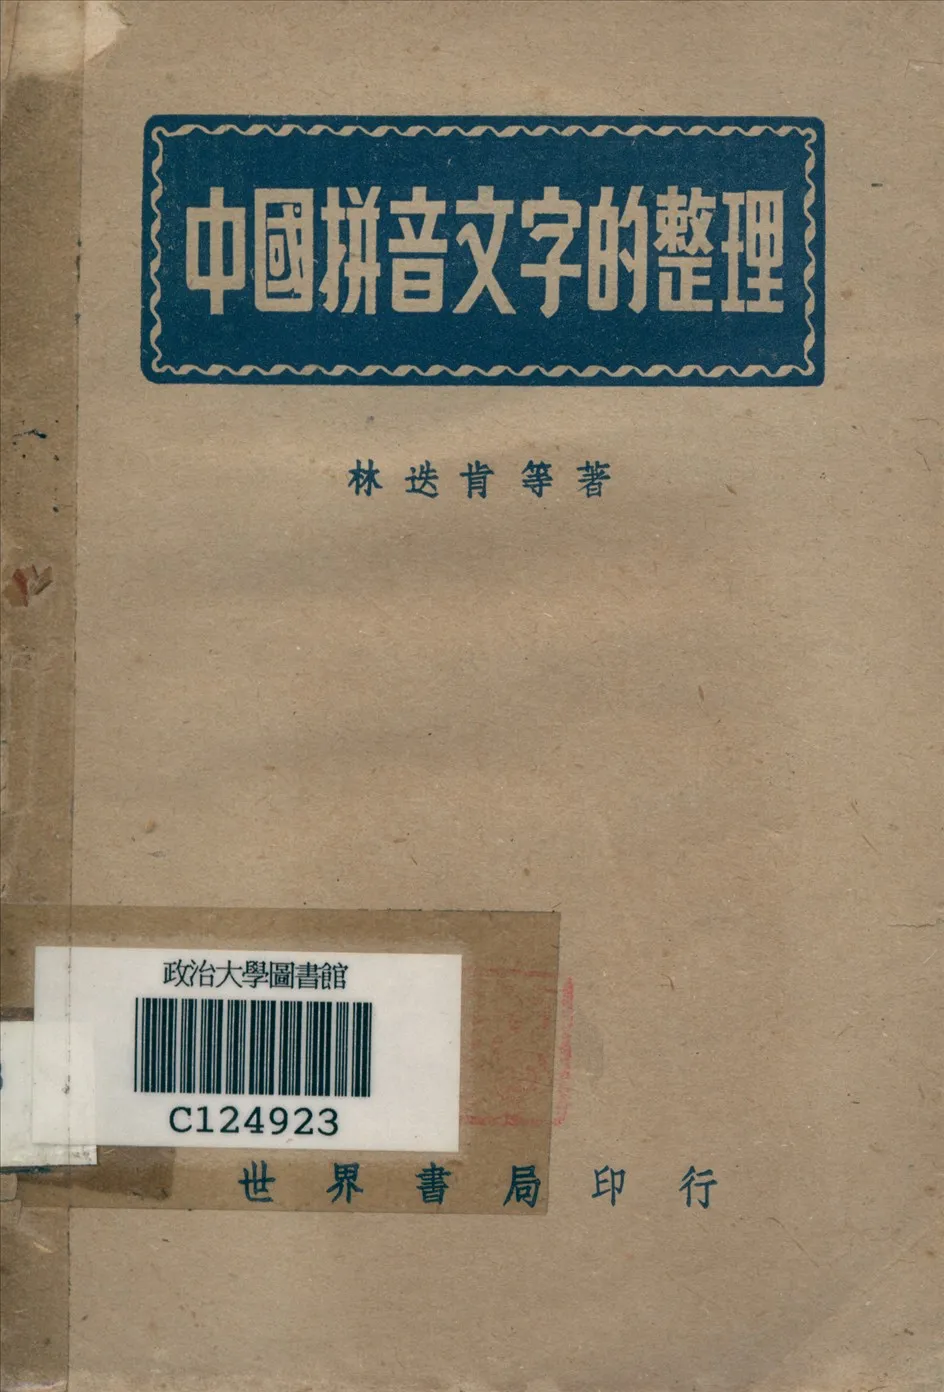 中國拼音文字的整理
林迭肯等著
政治大學圖書館
C124923
世界書局印行